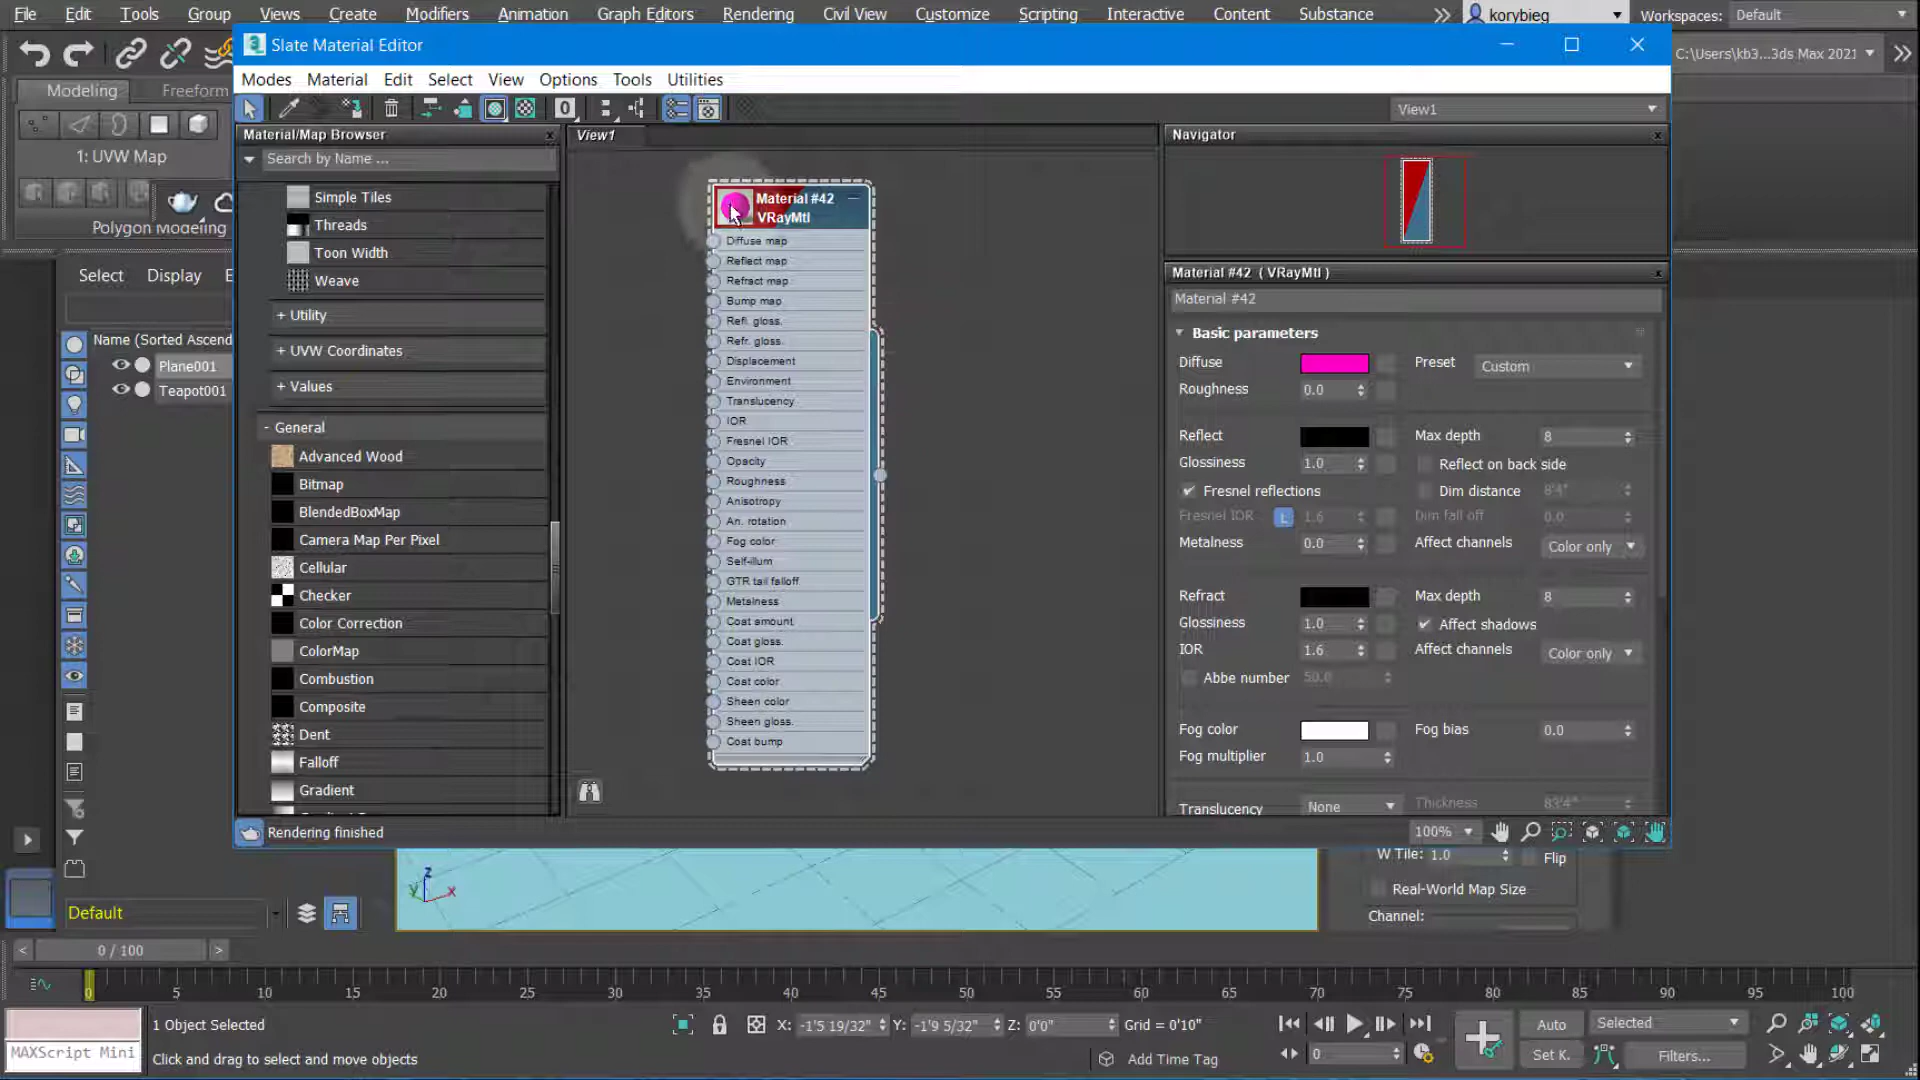 File Edit Tools Group Views Create Modifiers Animation Graph Editors Rendering Civil View Customize Scripting Interactive Content Substance korybieg Workspaces: Default
Slate Material Editor
C:\Users\kb3...3ds Max 2021
Modes Material Edit Select View Options Tools Utilities
Modeling Freeform
0
View1
Material/Map Browser
View1
Navigator
1: UVW Map
Search by Name ...
Simple Tiles
Threads
Toon Width
Weave
Polygon Modeling
Select Display E
+ Utility
+ UVW Coordinates
+ Values
- General
Name (Sorted Ascend
Plane001
Teapot001
Advanced Wood
Bitmap
BlendedBoxMap
Camera Map Per Pixel
Cellular
Checker
Color Correction
ColorMap
Combustion
Composite
Dent
Falloff
Gradient
Material #42
VRayMtl
Diffuse map
Reflect map
Refract map
Bump map
Refl. gloss.
Refr. gloss.
Displacement
Environment
Translucency
IOR
Fresnel IOR
Opacity
Roughness
Anisotropy
An. rotation
Fog color
Self-illum
GTR tail falloff
Metalness
Coat amount
Coat gloss.
Coat IOR
Coat color
Sheen color
Sheen gloss.
Coat bump
Material #42 ( VRayMtl )
Material #42
Basic parameters
Diffuse Preset Custom
Roughness 0.0
Reflect Max depth 8
Glossiness 1.0 Reflect on back side
Fresnel reflections Dim distance 8'4"
Fresnel IOR L 1.6 Dim fall off 0.0
Metalness 0.0 Affect channels Color only
Refract Max depth 8
Glossiness 1.0 Affect shadows
IOR 1.6 Affect channels Color only
Abbe number 50.0
Fog color Fog bias 0.0
Fog multiplier 1.0
Translucency None Thickness 83'4"
Rendering finished
100%
W Tile: 1.0 Flip
Real-World Map Size
Channel:
z
y x
Default
< 0 / 100 >
0 5 10 15 20 25 30 35 40 45 50 55 60 65 70 75 80 85 90 95 100
1 Object Selected
X: -1'5 19/32" Y: -1'9 5/32" Z: 0'0" Grid = 0'10"
Auto Selected
MAXScript Mini
Click and drag to select and move objects
Add Time Tag
0
Set K. Filters...